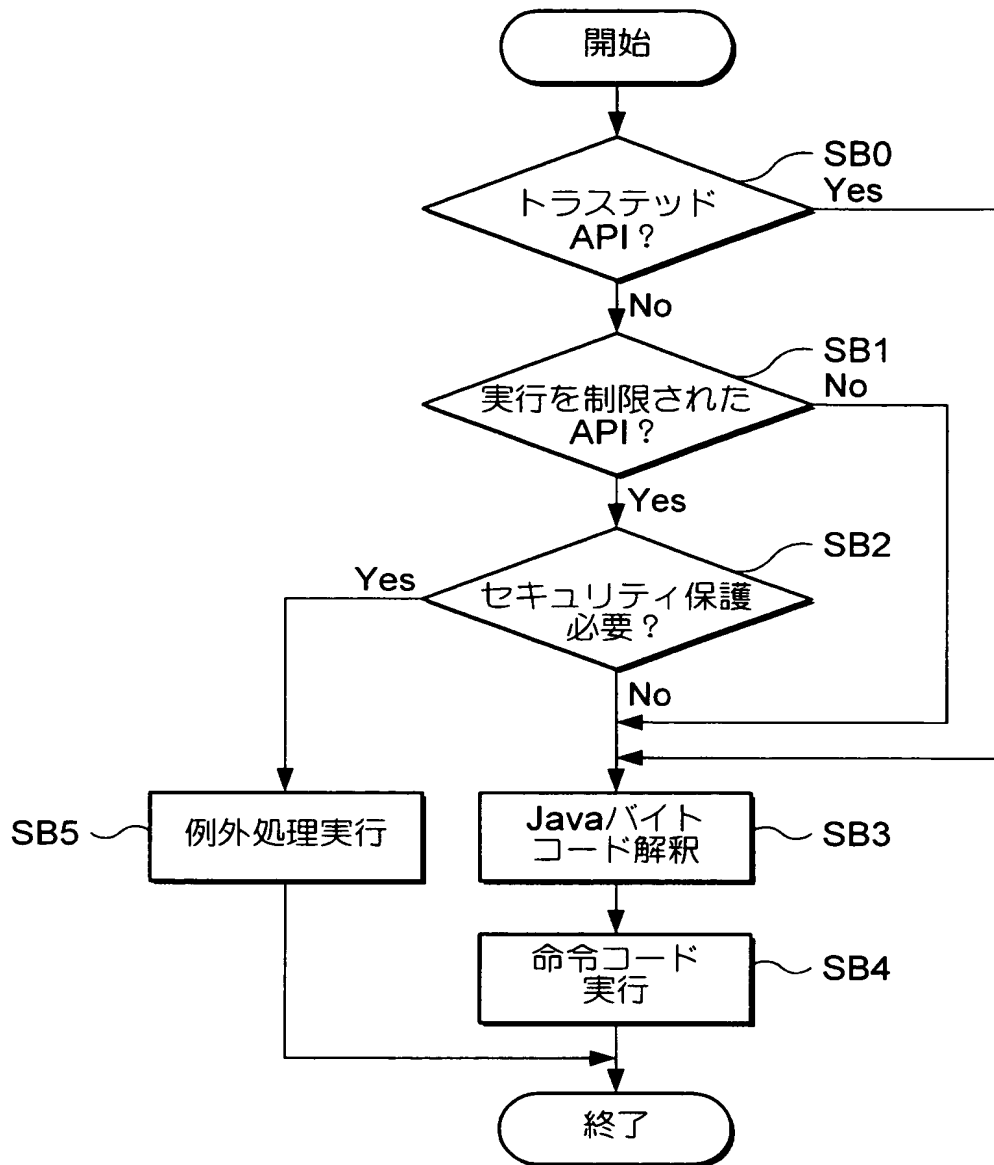 開始
SB0
Yes
トラステッド
API？
No
SB1
No
実行を制限された
API？
Yes
SB2
Yes
セキュリティ保護
必要？
No
SB5
例外処理実行
Javaバイト
コード解釈
SB3
命令コード
実行
SB4
終了